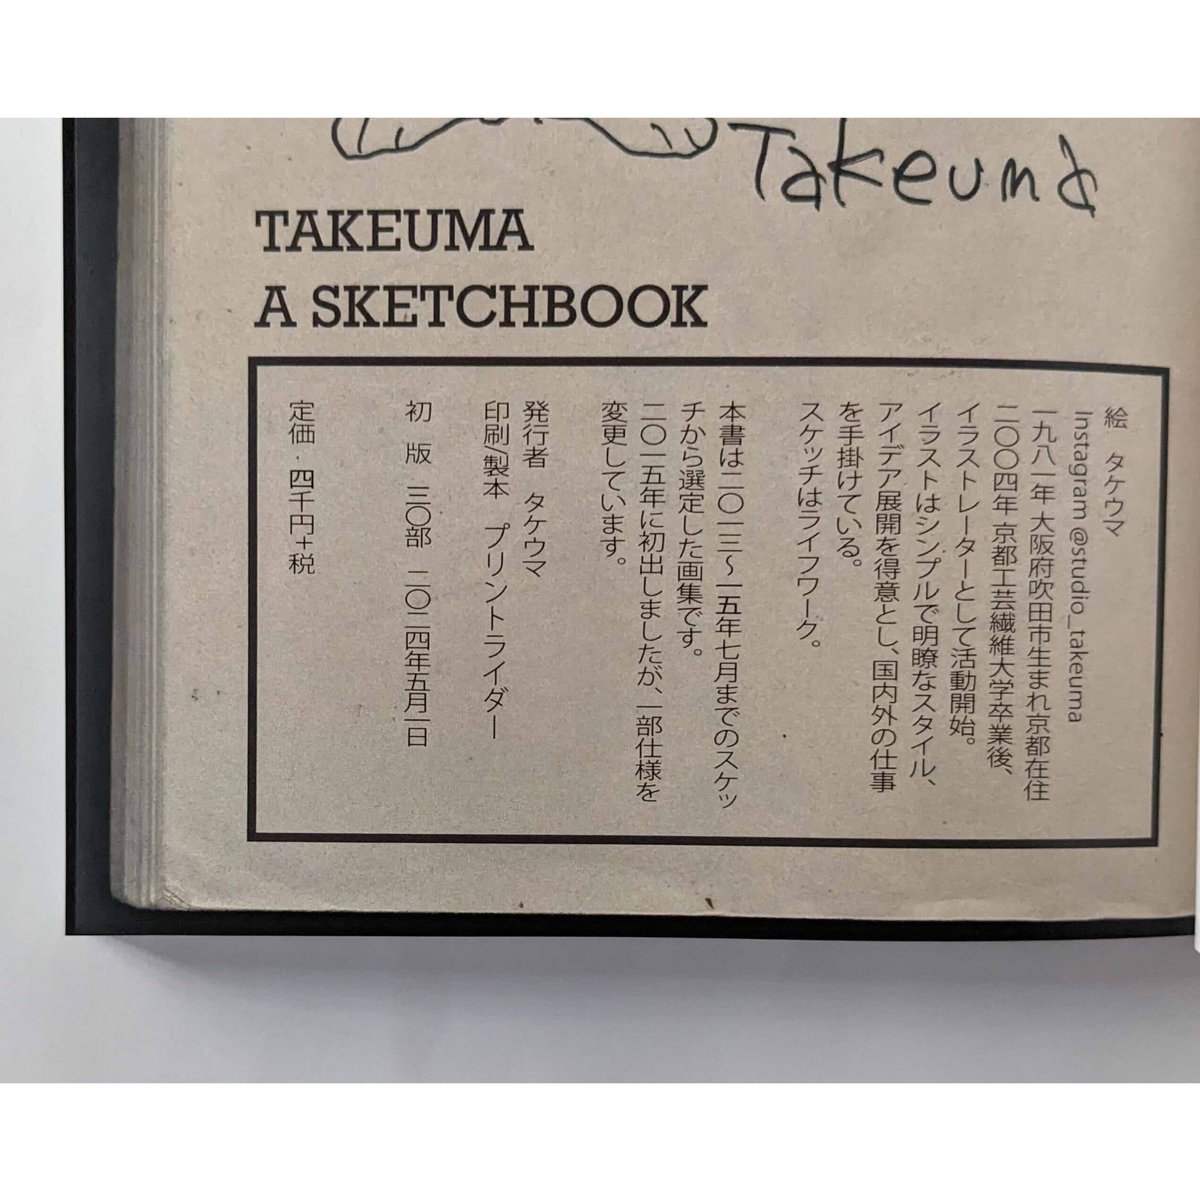 Takeuma
TAKEUMA
A SKETCHBOOK
絵 タケウマ
Instagram @studio_takeuma
一九八一年 大阪府吹田市生まれ京都在住
二〇〇四年 京都工芸繊維大学卒業後、
イラストレーターとして活動開始。
イラストはシンプルで明瞭なスタイル、
アイデア展開を得意とし、国内外の仕事
を手掛けている。
スケッチはライフワーク。
本書は二〇一三〜一五年七月までのスケッ
チから選定した画集です。
二〇一五年に初出しましたが、一部仕様を
変更しています。
発行者 タケウマ
印刷/製本 プリントライダー
初 版 三〇部 二〇二四年五月一日
定価・四千円+税